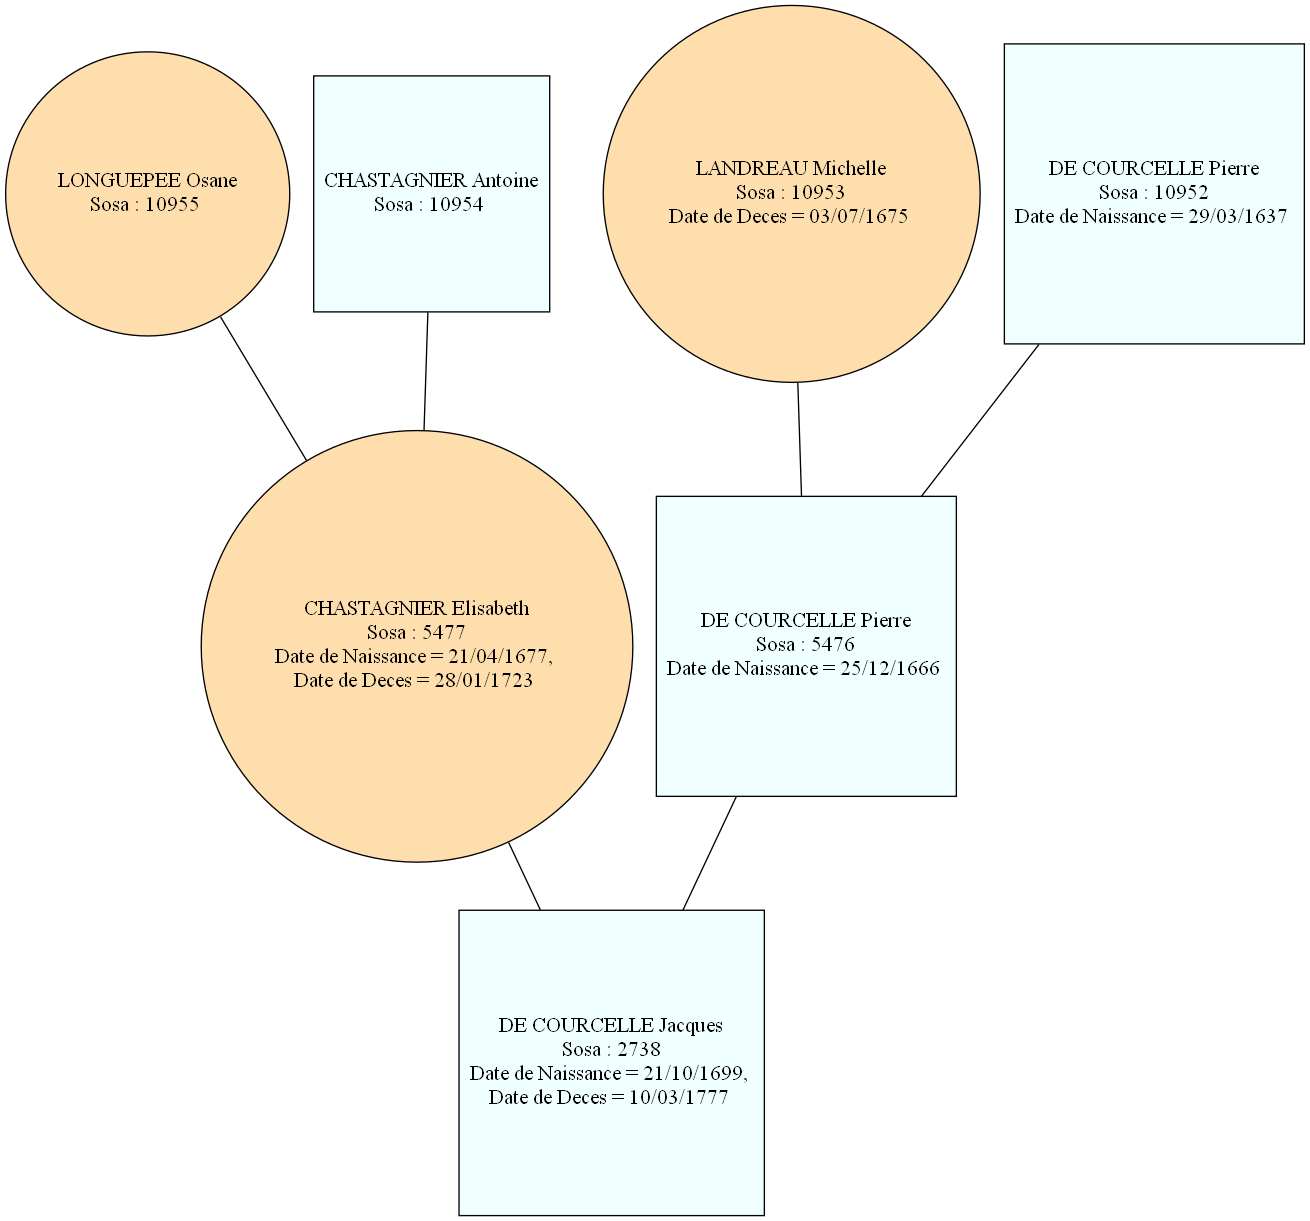 LONGUEPEE Osane
Sosa : 10955
CHASTAGNIER Antoine
Sosa : 10954
LANDREAU Michelle
Sosa : 10953
Date de Deces = 03/07/1675
DE COURCELLE Pierre
Sosa : 10952
Date de Naissance = 29/03/1637
CHASTAGNIER Elisabeth
Sosa : 5477
Date de Naissance = 21/04/1677,
Date de Deces = 28/01/1723
DE COURCELLE Pierre
Sosa : 5476
Date de Naissance = 25/12/1666
DE COURCELLE Jacques
Sosa : 2738
Date de Naissance = 21/10/1699,
Date de Deces = 10/03/1777